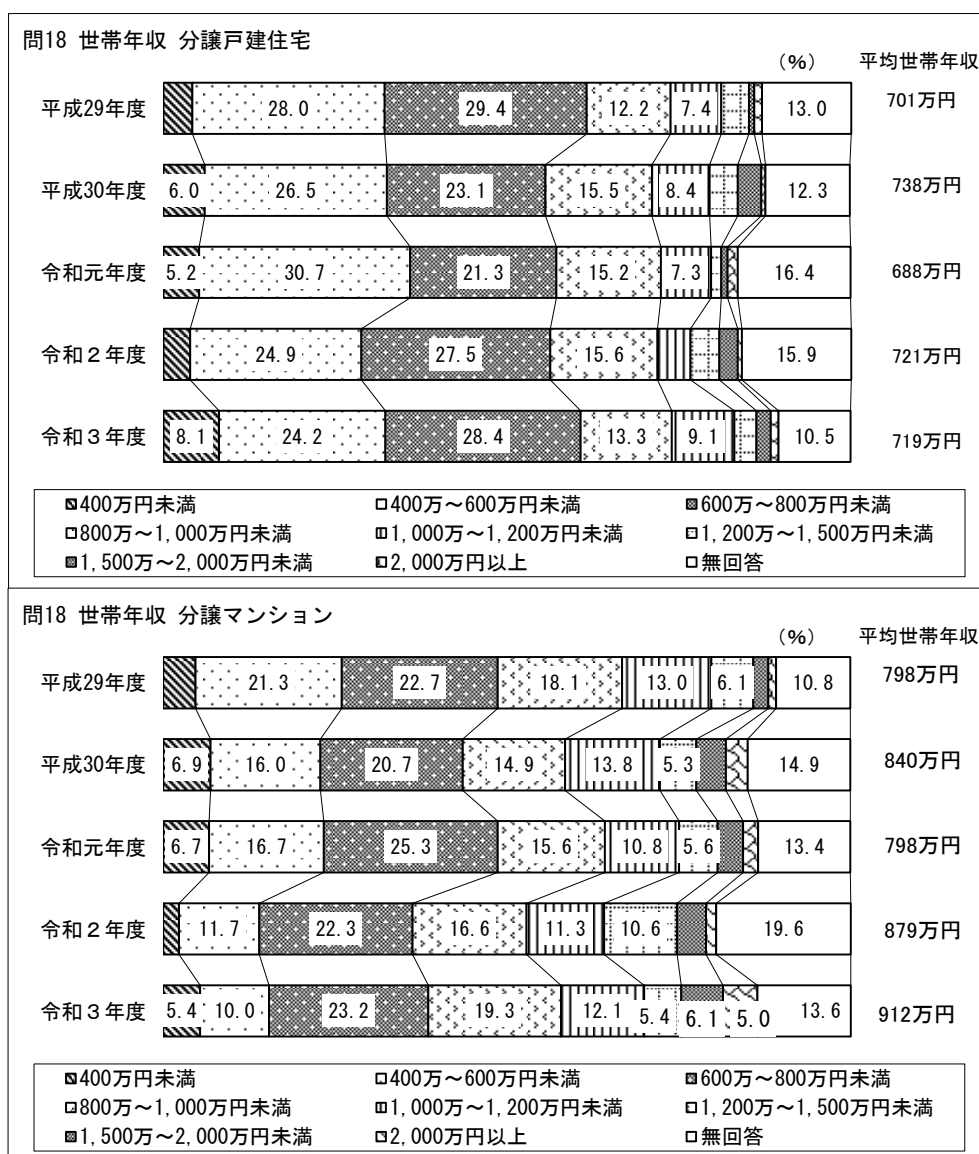 問18 世帯年収 分譲戸建住宅
(%) 平均世帯年収
平成29年度 28.0 29.4 12.2 7.4 13.0 701万円
平成30年度 6.0 26.5 23.1 15.5 8.4 12.3 738万円
令和元年度 5.2 30.7 21.3 15.2 7.3 16.4 688万円
令和２年度 24.9 27.5 15.6 15.9 721万円
令和３年度 8.1 24.2 28.4 13.3 9.1 10.5 719万円
400万円未満 400万～600万円未満 600万～800万円未満
800万～1,000万円未満 1,000万～1,200万円未満 1,200万～1,500万円未満
1,500万～2,000万円未満 2,000万円以上 無回答
問18 世帯年収 分譲マンション
(%) 平均世帯年収
平成29年度 21.3 22.7 18.1 13.0 6.1 10.8 798万円
平成30年度 6.9 16.0 20.7 14.9 13.8 5.3 14.9 840万円
令和元年度 6.7 16.7 25.3 15.6 10.8 5.6 13.4 798万円
令和２年度 11.7 22.3 16.6 11.3 10.6 19.6 879万円
令和３年度 5.4 10.0 23.2 19.3 12.1 5.4 6.1 5.0 13.6 912万円
400万円未満 400万～600万円未満 600万～800万円未満
800万～1,000万円未満 1,000万～1,200万円未満 1,200万～1,500万円未満
1,500万～2,000万円未満 2,000万円以上 無回答